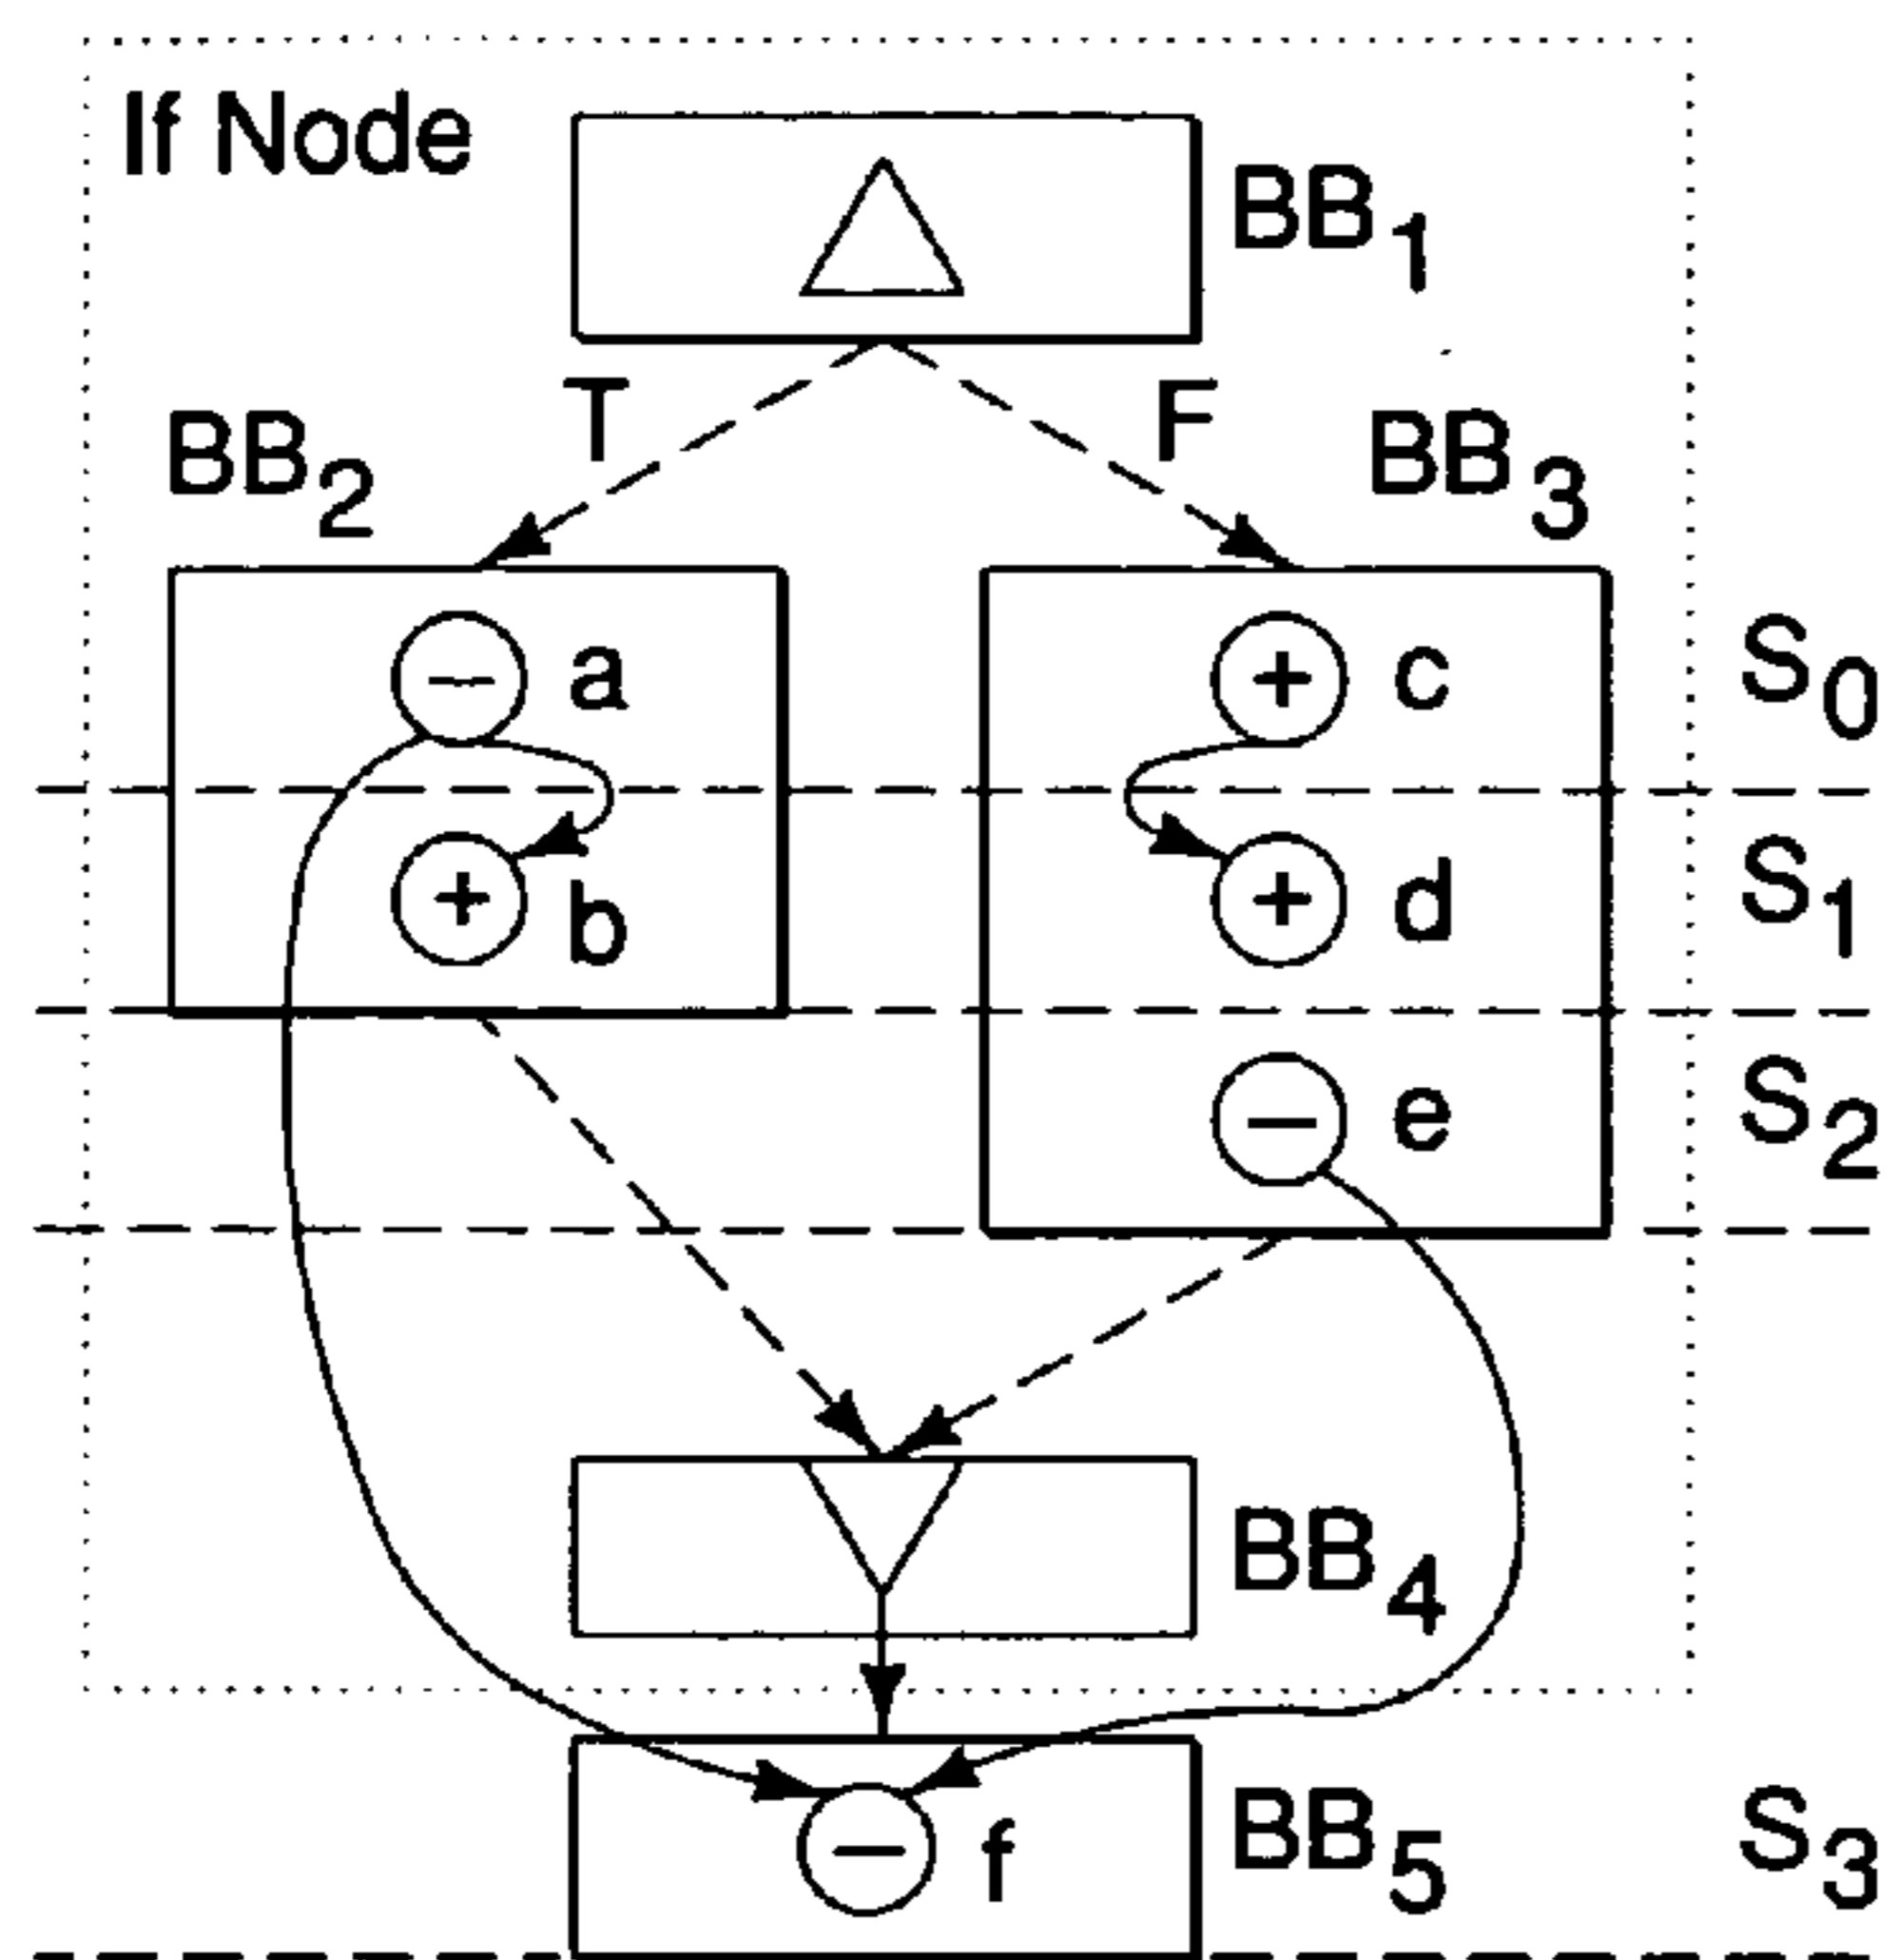 If Node
BB1
T F
BB2 BB3
− a + c S0
+ b + d S1
− e S2
BB4
− f BB5 S3